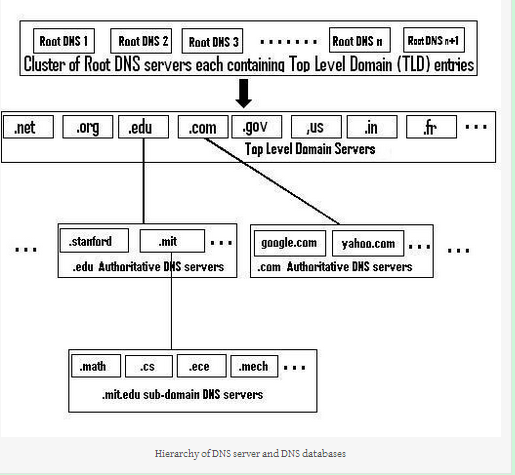 Root DNS 1 Root DNS 2 Root DNS 3 ....... Root DNS n Root DNS n+1
Cluster of Root DNS servers each containing Top Level Domain (TLD) entries
.net .org .edu .com .gov ,us .in .fr ...
Top Level Domain Servers
... .stanford .mit ... google.com yahoo.com ... ...
.edu Authoritative DNS servers .com Authoritative DNS servers
.math .cs .ece .mech ...
.mit.edu sub-domain DNS servers
Hierarchy of DNS server and DNS databases